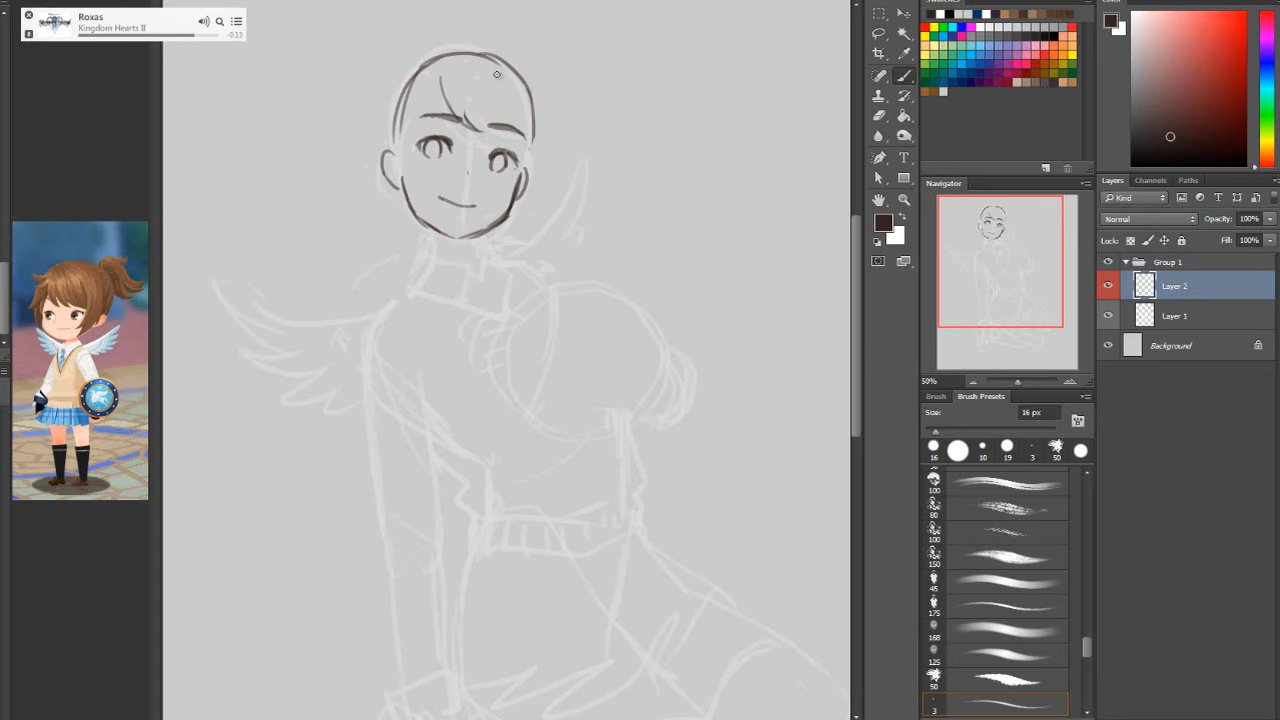 Roxas
Kingdom Hearts II
-0:13
Swatches
Color
Navigator
50%
Brush
Brush Presets
Size:
16 px
16
10
19
3
50
100
80
100
150
45
175
168
125
50
3
Layers
Channels
Paths
Kind
Normal
Opacity:
100%
Lock:
Fill:
100%
Group 1
Layer 2
Layer 1
Background